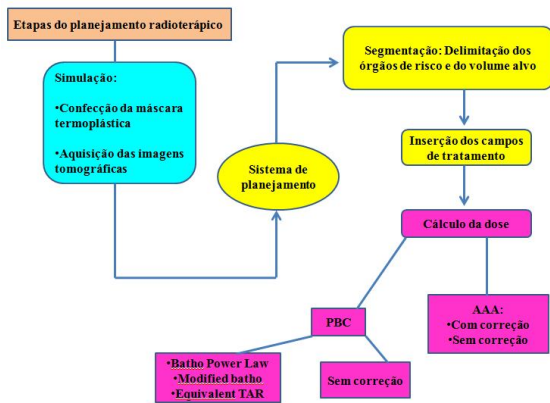 Etapas do planejamento radioterápico
Simulação:
•Confecção da máscara
termoplástica
•Aquisição das imagens
tomográficas
Sistema de
planejamento
Segmentação: Delimitação dos
órgãos de risco e do volume alvo
Inserção dos campos
de tratamento
Cálculo da dose
PBC
•Batho Power Law
•Modified batho
•Equivalent TAR
Sem correção
AAA:
•Com correção
•Sem correção